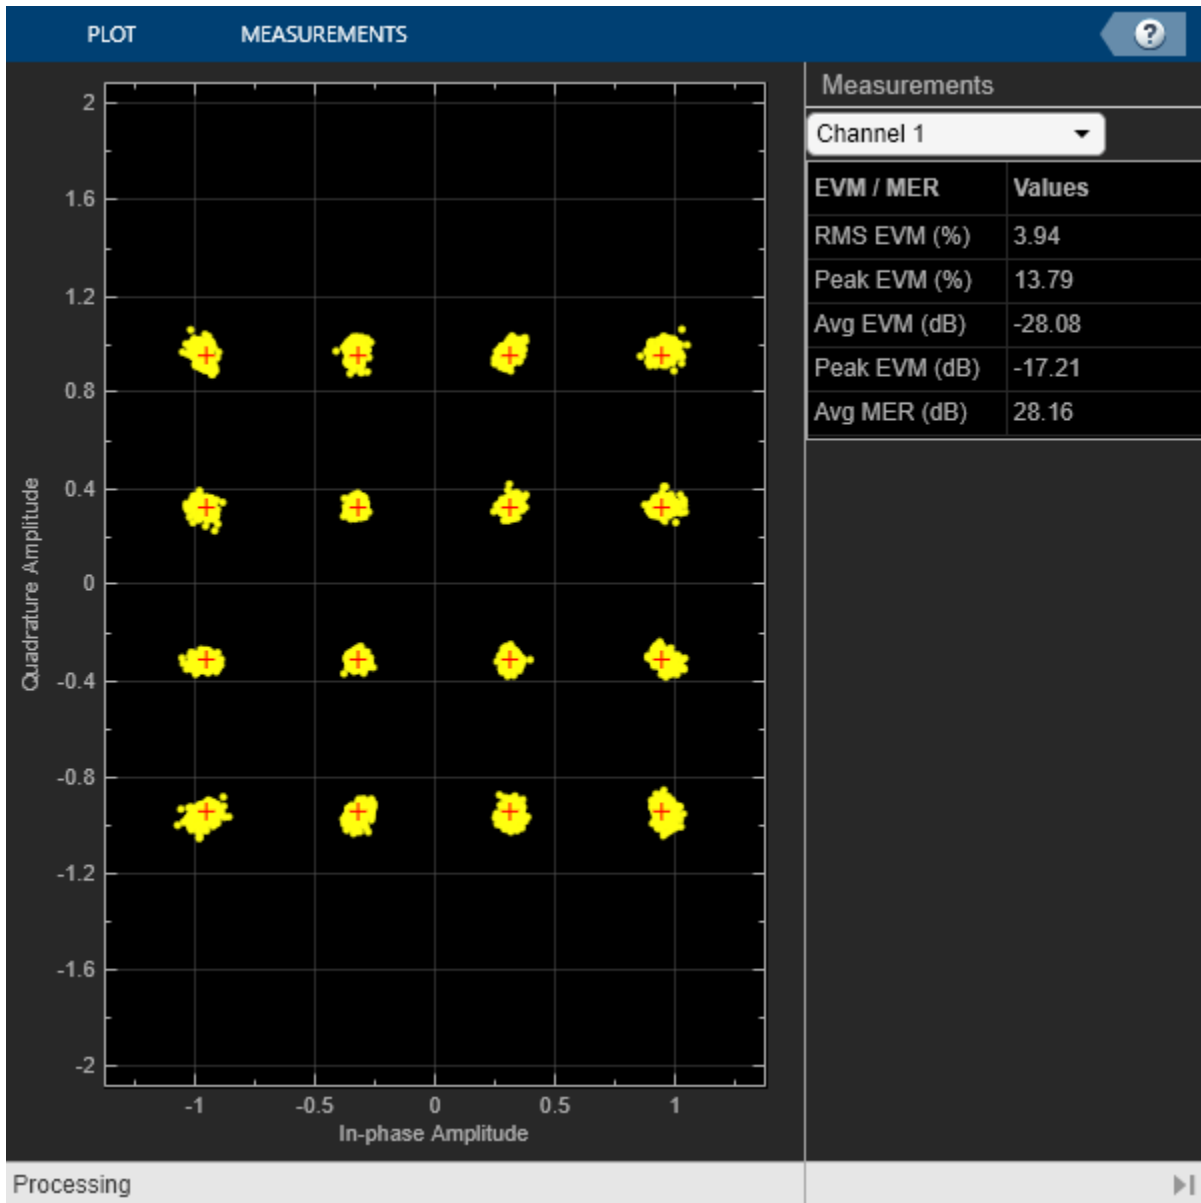 PLOT MEASUREMENTS ?
Measurements
Channel 1
EVM / MER Values
RMS EVM (%) 3.94
Peak EVM (%) 13.79
Avg EVM (dB) -28.08
Peak EVM (dB) -17.21
Avg MER (dB) 28.16
Quadrature Amplitude
2
1.6
1.2
0.8
0.4
0
-0.4
-0.8
-1.2
-1.6
-2
-1 -0.5 0 0.5 1
In-phase Amplitude
Processing